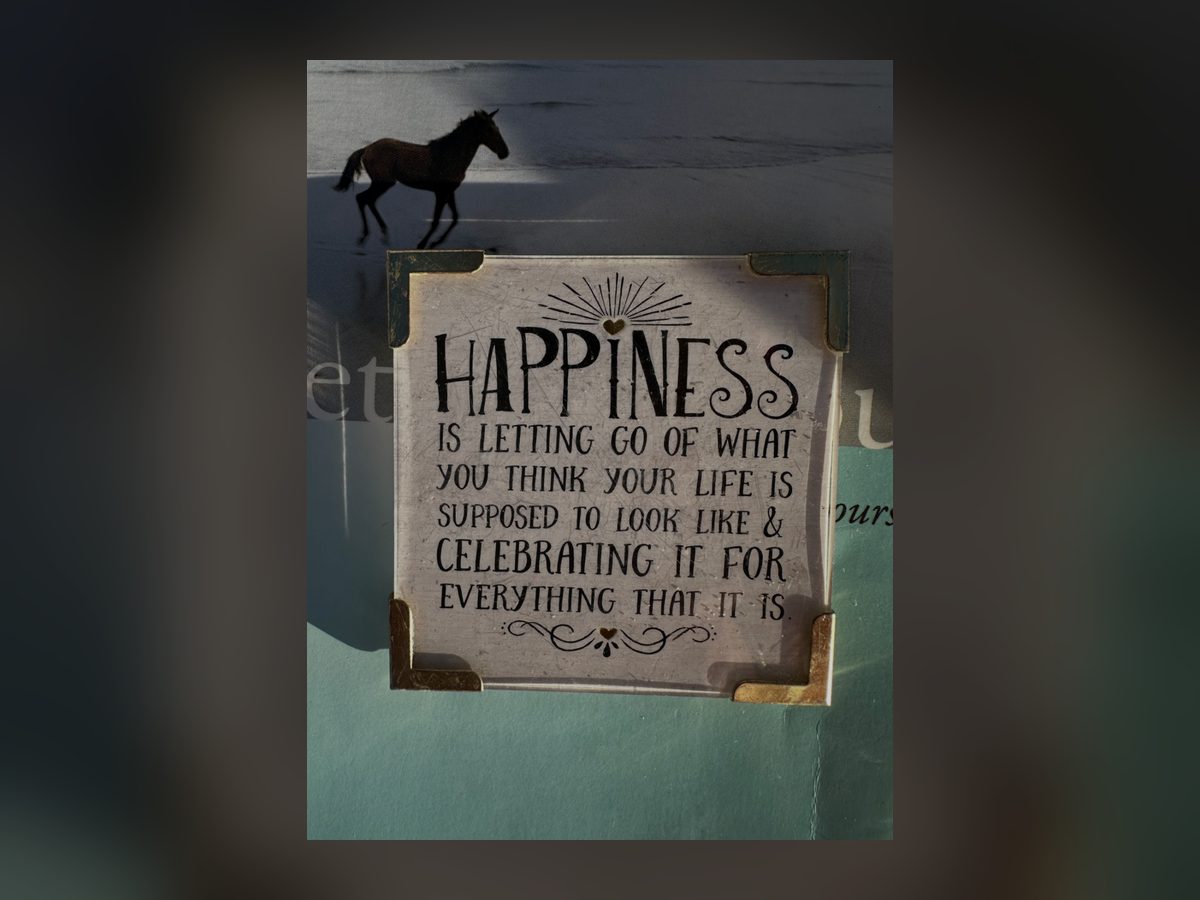 HAPPINESS
IS LETTING GO OF WHAT
YOU THINK YOUR LIFE IS
SUPPOSED TO LOOK LIKE &
CELEBRATING IT FOR
EVERYTHING THAT IT IS.